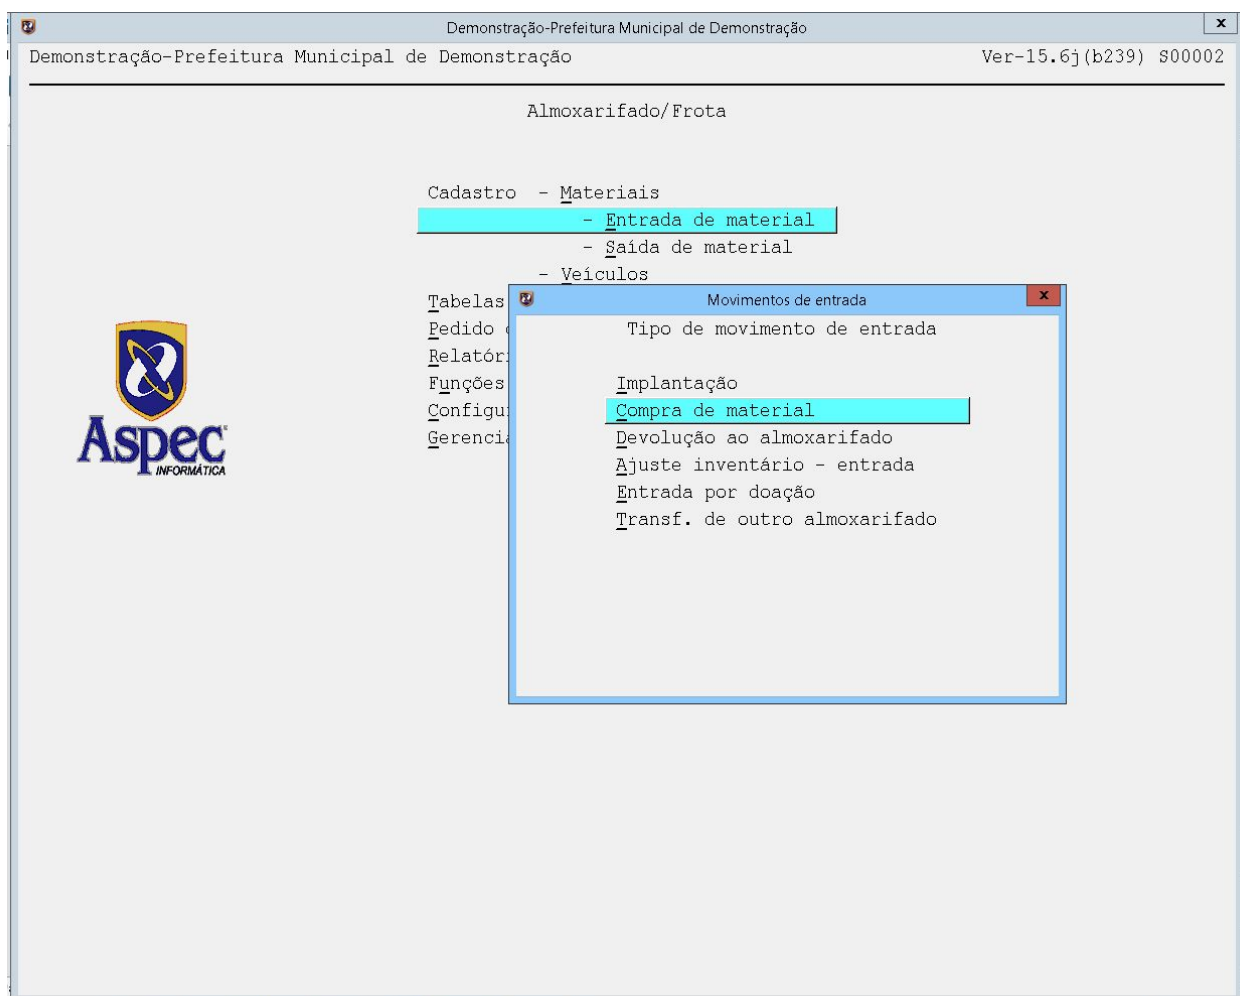 Demonstração-Prefeitura Municipal de Demonstração
x
Demonstração-Prefeitura Municipal de Demonstração Ver-15.6j(b239) S00002
Almoxarifado/Frota
Cadastro - Materiais
- Entrada de material
- Saída de material
- Veículos
Tabelas
Pedido
Relatóri
Funções
Configu
Gerencia
Movimentos de entrada
x
Tipo de movimento de entrada
Implantação
Compra de material
Devolução ao almoxarifado
Ajuste inventário - entrada
Entrada por doação
Transf. de outro almoxarifado
Aspec
INFORMÁTICA